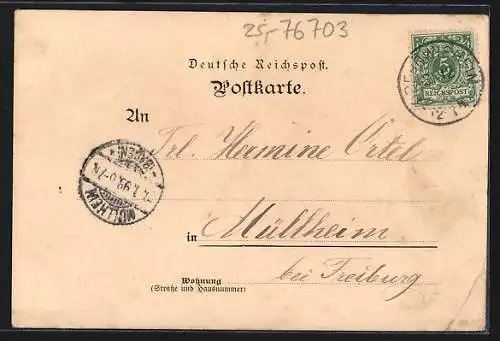 25,- 76703
Deutsche Reichspost.
Postkarte.
5
REICHSPOST
An
Frl. Hermine Ortel
MÜLLHEIM
(BADEN)
in Müllheim
bei Freiburg
Wohnung
(Straße und Hausnummer)